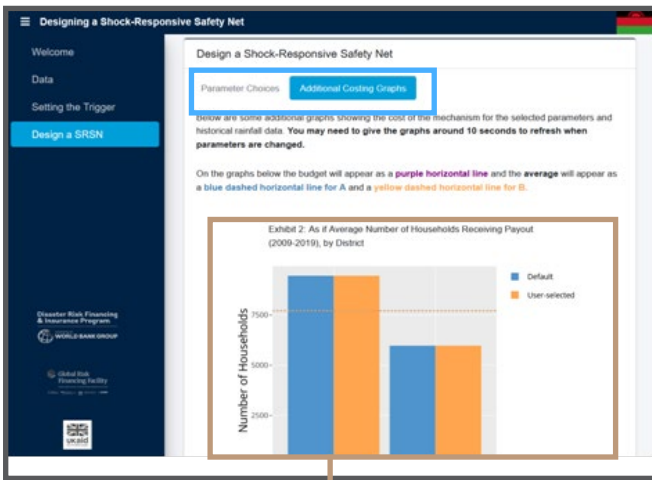 Designing a Shock-Responsive Safety Net
Welcome
Data
Setting the Trigger
Design a SRSN
Disaster Risk Financing
& Insurance Program
WORLD BANK GROUP
Global Risk
Financing Facility
ukaid
Design a Shock-Responsive Safety Net
Parameter Choices
Additional Costing Graphs
Below are some additional graphs showing the cost of the mechanism for the selected parameters and
historical rainfall data. You may need to give the graphs around 10 seconds to refresh when
parameters are changed.
On the graphs below the budget will appear as a purple horizontal line and the average will appear as
a blue dashed horizontal line for A and a yellow dashed horizontal line for B.
Exhibit 2: As if Average Number of Households Receiving Payout
(2009-2019), by District
Default
User-selected
Number of Households
7500
5000
2500